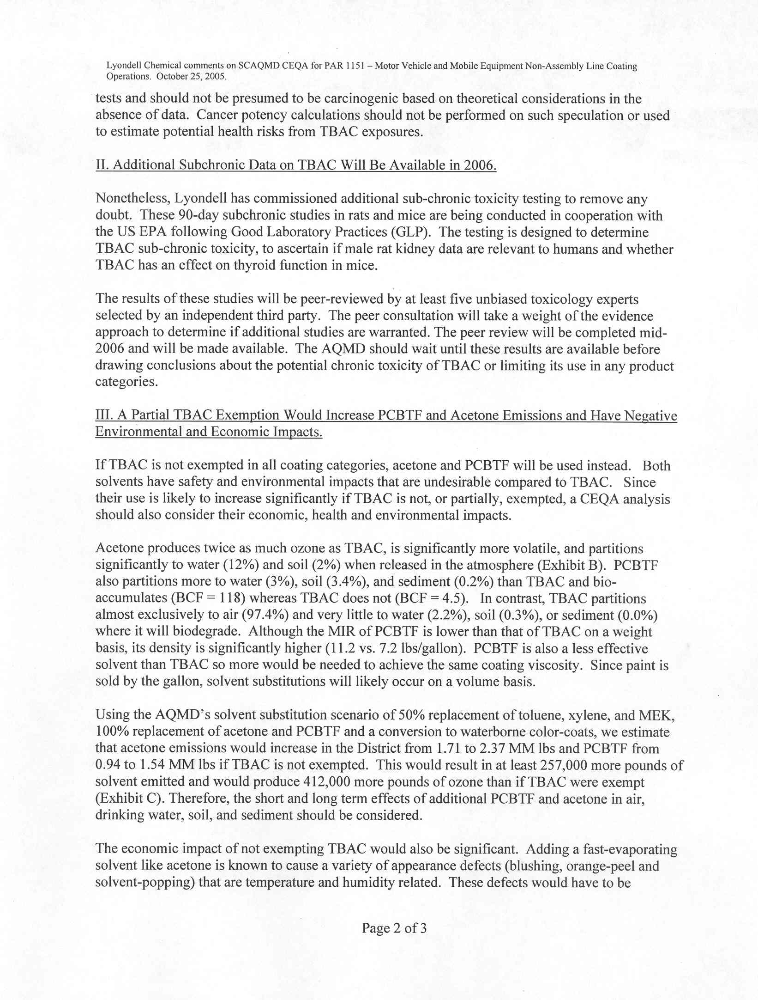 Lyondell Chemical comments on SCAQMD CEQA for PAR 1151 – Motor Vehicle and Mobile Equipment Non-Assembly Line Coating
Operations.  October 25, 2005.
tests and should not be presumed to be carcinogenic based on theoretical considerations in the
absence of data.  Cancer potency calculations should not be performed on such speculation or used
to estimate potential health risks from TBAC exposures.
II. Additional Subchronic Data on TBAC Will Be Available in 2006.
Nonetheless, Lyondell has commissioned additional sub-chronic toxicity testing to remove any
doubt.  These 90-day subchronic studies in rats and mice are being conducted in cooperation with
the US EPA following Good Laboratory Practices (GLP).  The testing is designed to determine
TBAC sub-chronic toxicity, to ascertain if male rat kidney data are relevant to humans and whether
TBAC has an effect on thyroid function in mice.
The results of these studies will be peer-reviewed by at least five unbiased toxicology experts
selected by an independent third party.  The peer consultation will take a weight of the evidence
approach to determine if additional studies are warranted. The peer review will be completed mid-
2006 and will be made available.  The AQMD should wait until these results are available before
drawing conclusions about the potential chronic toxicity of TBAC or limiting its use in any product
categories.
III. A Partial TBAC Exemption Would Increase PCBTF and Acetone Emissions and Have Negative
Environmental and Economic Impacts.
If TBAC is not exempted in all coating categories, acetone and PCBTF will be used instead.   Both
solvents have safety and environmental impacts that are undesirable compared to TBAC.   Since
their use is likely to increase significantly if TBAC is not, or partially, exempted, a CEQA analysis
should also consider their economic, health and environmental impacts.
Acetone produces twice as much ozone as TBAC, is significantly more volatile, and partitions
significantly to water (12%) and soil (2%) when released in the atmosphere (Exhibit B).  PCBTF
also partitions more to water (3%), soil (3.4%), and sediment (0.2%) than TBAC and bio-
accumulates (BCF = 118) whereas TBAC does not (BCF = 4.5).   In contrast, TBAC partitions
almost exclusively to air (97.4%) and very little to water (2.2%), soil (0.3%), or sediment (0.0%)
where it will biodegrade.  Although the MIR of PCBTF is lower than that of TBAC on a weight
basis, its density is significantly higher (11.2 vs. 7.2 lbs/gallon).  PCBTF is also a less effective
solvent than TBAC so more would be needed to achieve the same coating viscosity.  Since paint is
sold by the gallon, solvent substitutions will likely occur on a volume basis.
Using the AQMD's solvent substitution scenario of 50% replacement of toluene, xylene, and MEK,
100% replacement of acetone and PCBTF and a conversion to waterborne color-coats, we estimate
that acetone emissions would increase in the District from 1.71 to 2.37 MM lbs and PCBTF from
0.94 to 1.54 MM lbs if TBAC is not exempted.  This would result in at least 257,000 more pounds of
solvent emitted and would produce 412,000 more pounds of ozone than if TBAC were exempt
(Exhibit C). Therefore, the short and long term effects of additional PCBTF and acetone in air,
drinking water, soil, and sediment should be considered.
The economic impact of not exempting TBAC would also be significant.  Adding a fast-evaporating
solvent like acetone is known to cause a variety of appearance defects (blushing, orange-peel and
solvent-popping) that are temperature and humidity related.  These defects would have to be
Page 2 of 3